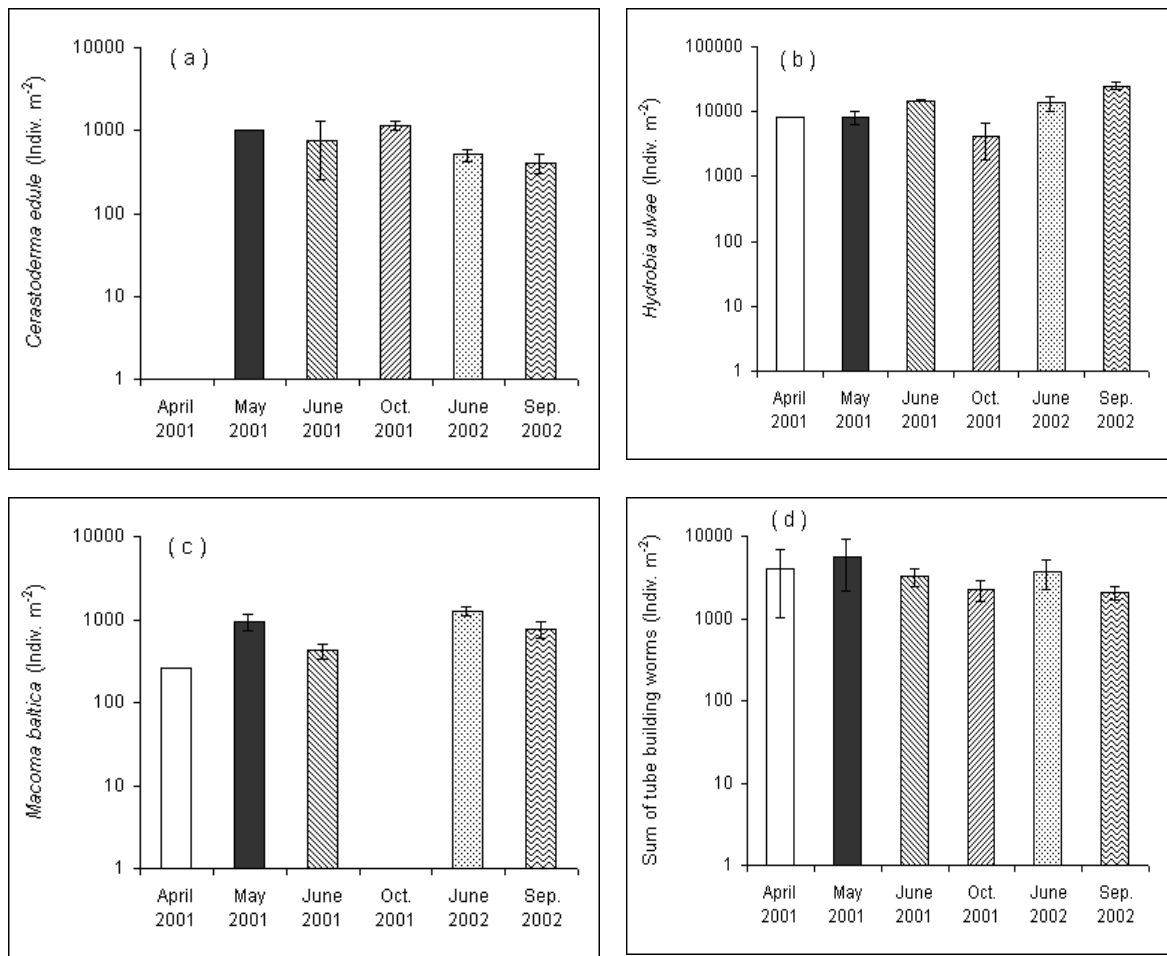 ( a )
Cerastoderma edule (Indiv. m⁻²)
10000
1000
100
10
1
April May June Oct. June Sep.
2001 2001 2001 2001 2002 2002
( b )
Hydrobia ulvae (Indiv. m⁻²)
100000
10000
1000
100
10
1
April May June Oct. June Sep.
2001 2001 2001 2001 2002 2002
( c )
Macoma baltica (Indiv. m⁻²)
10000
1000
100
10
1
April May June Oct. June Sep.
2001 2001 2001 2001 2002 2002
( d )
Sum of tube building worms (Indiv. m⁻²)
10000
1000
100
10
1
April May June Oct. June Sep.
2001 2001 2001 2001 2002 2002